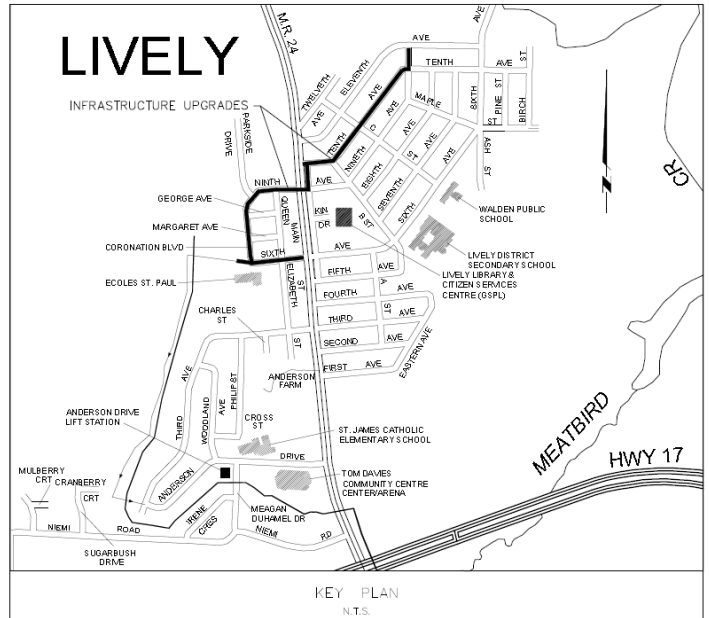 LIVELY
M.R. 24
AVE
TENTH
AVE
ST
INFRASTRUCTURE UPGRADES
TWELVETH
AVE
ELEVENTH
AVE
MAPLE
ST
SIXTH
PINE ST
BIRCH
ST
ASH ST
PARKSIDE
DRIVE
TENTH
AVE
C
NINETH
AVE
EIGHTH
AVE
SEVENTH
AVE
SIXTH
AVE
B ST
NINTH
AVE
GEORGE AVE
QUEEN
MAIN
KIN
DR
MARGARET AVE
CORONATION BLVD
SIXTH
AVE
WALDEN PUBLIC
SCHOOL
LIVELY DISTRICT
SECONDARY SCHOOL
LIVELY LIBRARY &
CITIZEN SERVICES
CENTRE (GSPL)
CR
ECOLES ST. PAUL
ELIZABETH
ST
ST
FIFTH
AVE
FOURTH
AVE
A
ST
THIRD
AVE
SECOND
AVE
FIRST
AVE
EASTERN AVE
CHARLES
ST
ANDERSON
FARM
THIRD
AVE
WOODLAND
AVE
PHILIP ST
CROSS
ST
ANDERSON DRIVE
LIFT STATION
ST. JAMES CATHOLIC
ELEMENTARY SCHOOL
ANDERSON
DRIVE
TOM DAVIES
COMMUNITY CENTRE
CENTER/ARENA
MEATBIRD
HWY 17
MULBERRY
CRT
CRANBERRY
CRT
MEAGAN
DUHAMEL DR
NIEMI
ROAD
IRENE
CRES
NIEMI
RD
SUGARBUSH
DRIVE
KEY PLAN
N.T.S.